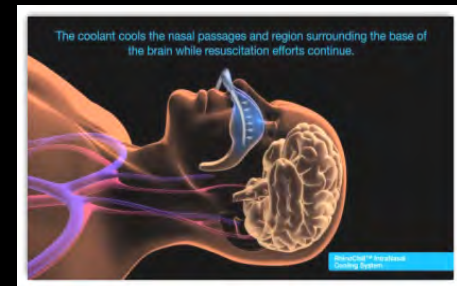 The coolant cools the nasal passages and region surrounding the base of
the brain while resuscitation efforts continue.
RhinoChill™ Intranasal
Cooling System